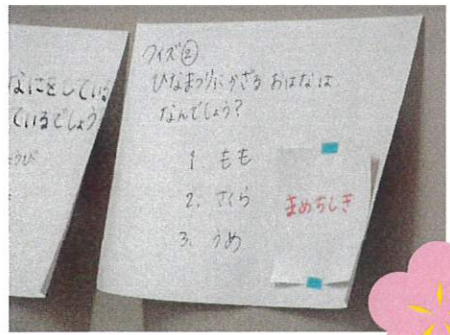 なにをしている
ているでしょう
クイズ②
ひなまつりにかざるおはなは
なんでしょう?
1. もも
2. さくら
3. うめ
まめちしき